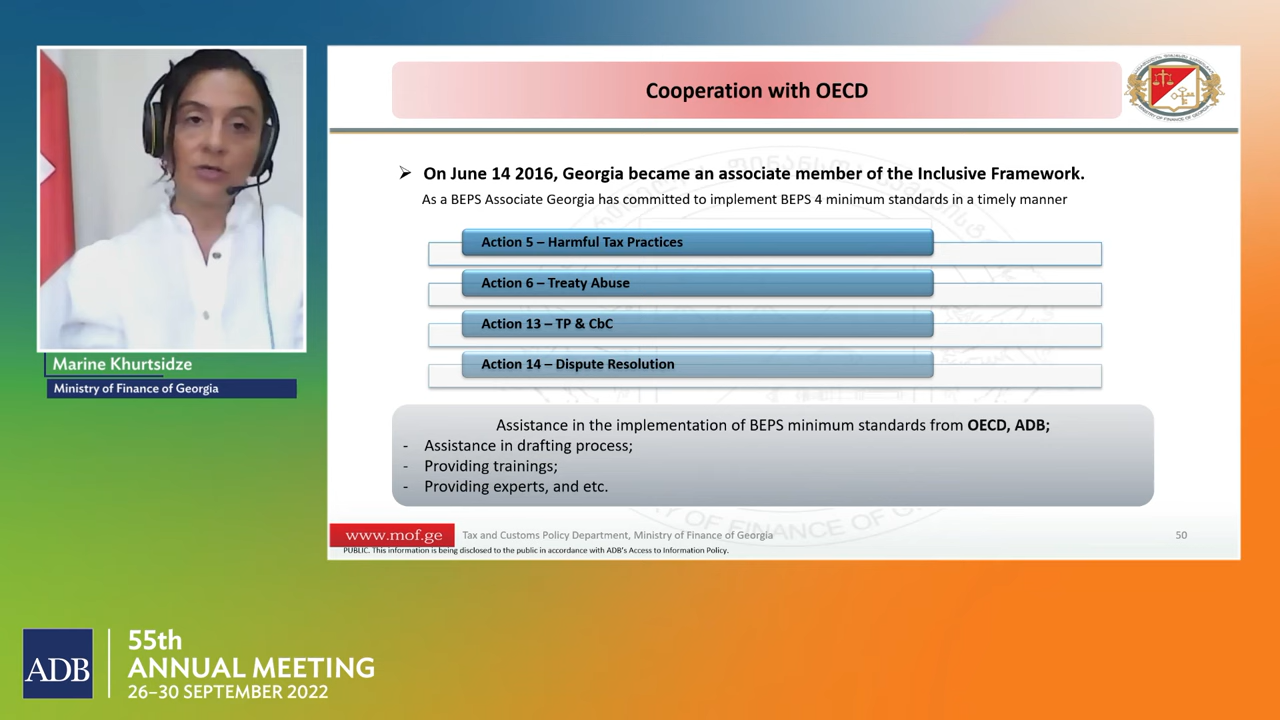 Cooperation with OECD
➢ On June 14 2016, Georgia became an associate member of the Inclusive Framework.
As a BEPS Associate Georgia has committed to implement BEPS 4 minimum standards in a timely manner
Action 5 – Harmful Tax Practices
Action 6 – Treaty Abuse
Action 13 – TP & CbC
Action 14 – Dispute Resolution
Assistance in the implementation of BEPS minimum standards from OECD, ADB;
- Assistance in drafting process;
- Providing trainings;
- Providing experts, and etc.
www.mof.ge
Tax and Customs Policy Department, Ministry of Finance of Georgia
50
PUBLIC. This information is being disclosed to the public in accordance with ADB's Access to Information Policy.
Marine Khurtsidze
Ministry of Finance of Georgia
ADB
55th
ANNUAL MEETING
26–30 SEPTEMBER 2022